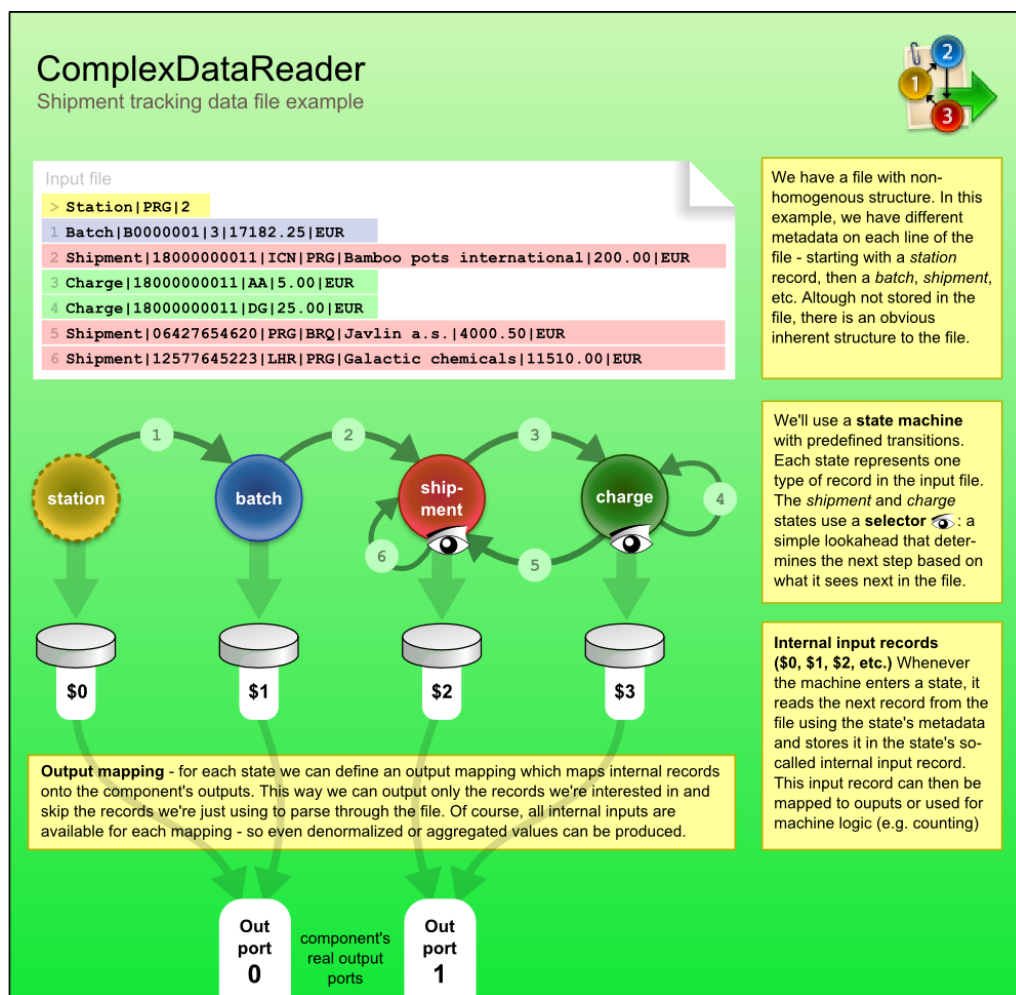 ComplexDataReader
Shipment tracking data file example
2
1
3
Input file
> Station|PRG|2
1 Batch|B0000001|3|17182.25|EUR
2 Shipment|18000000011|ICN|PRG|Bamboo pots international|200.00|EUR
3 Charge|18000000011|AA|5.00|EUR
4 Charge|18000000011|DG|25.00|EUR
5 Shipment|06427654620|PRG|BRQ|Javlin a.s.|4000.50|EUR
6 Shipment|12577645223|LHR|PRG|Galactic chemicals|11510.00|EUR
We have a file with non-
homogenous structure. In this
example, we have different
metadata on each line of the
file - starting with a station
record, then a batch, shipment,
etc. Altough not stored in the
file, there is an obvious
inherent structure to the file.
1
2
3
station
batch
ship-
ment
charge
4
6
5
We'll use a state machine
with predefined transitions.
Each state represents one
type of record in the input file.
The shipment and charge
states use a selector : a
simple lookahead that deter-
mines the next step based on
what it sees next in the file.
$0
$1
$2
$3
Internal input records
($0, $1, $2, etc.) Whenever
the machine enters a state, it
reads the next record from the
file using the state's metadata
and stores it in the state's so-
called internal input record.
This input record can then be
mapped to ouputs or used for
machine logic (e.g. counting)
Output mapping - for each state we can define an output mapping which maps internal records
onto the component's outputs. This way we can output only the records we're interested in and
skip the records we're just using to parse through the file. Of course, all internal inputs are
available for each mapping - so even denormalized or aggregated values can be produced.
Out
port
0
component's
real output
ports
Out
port
1